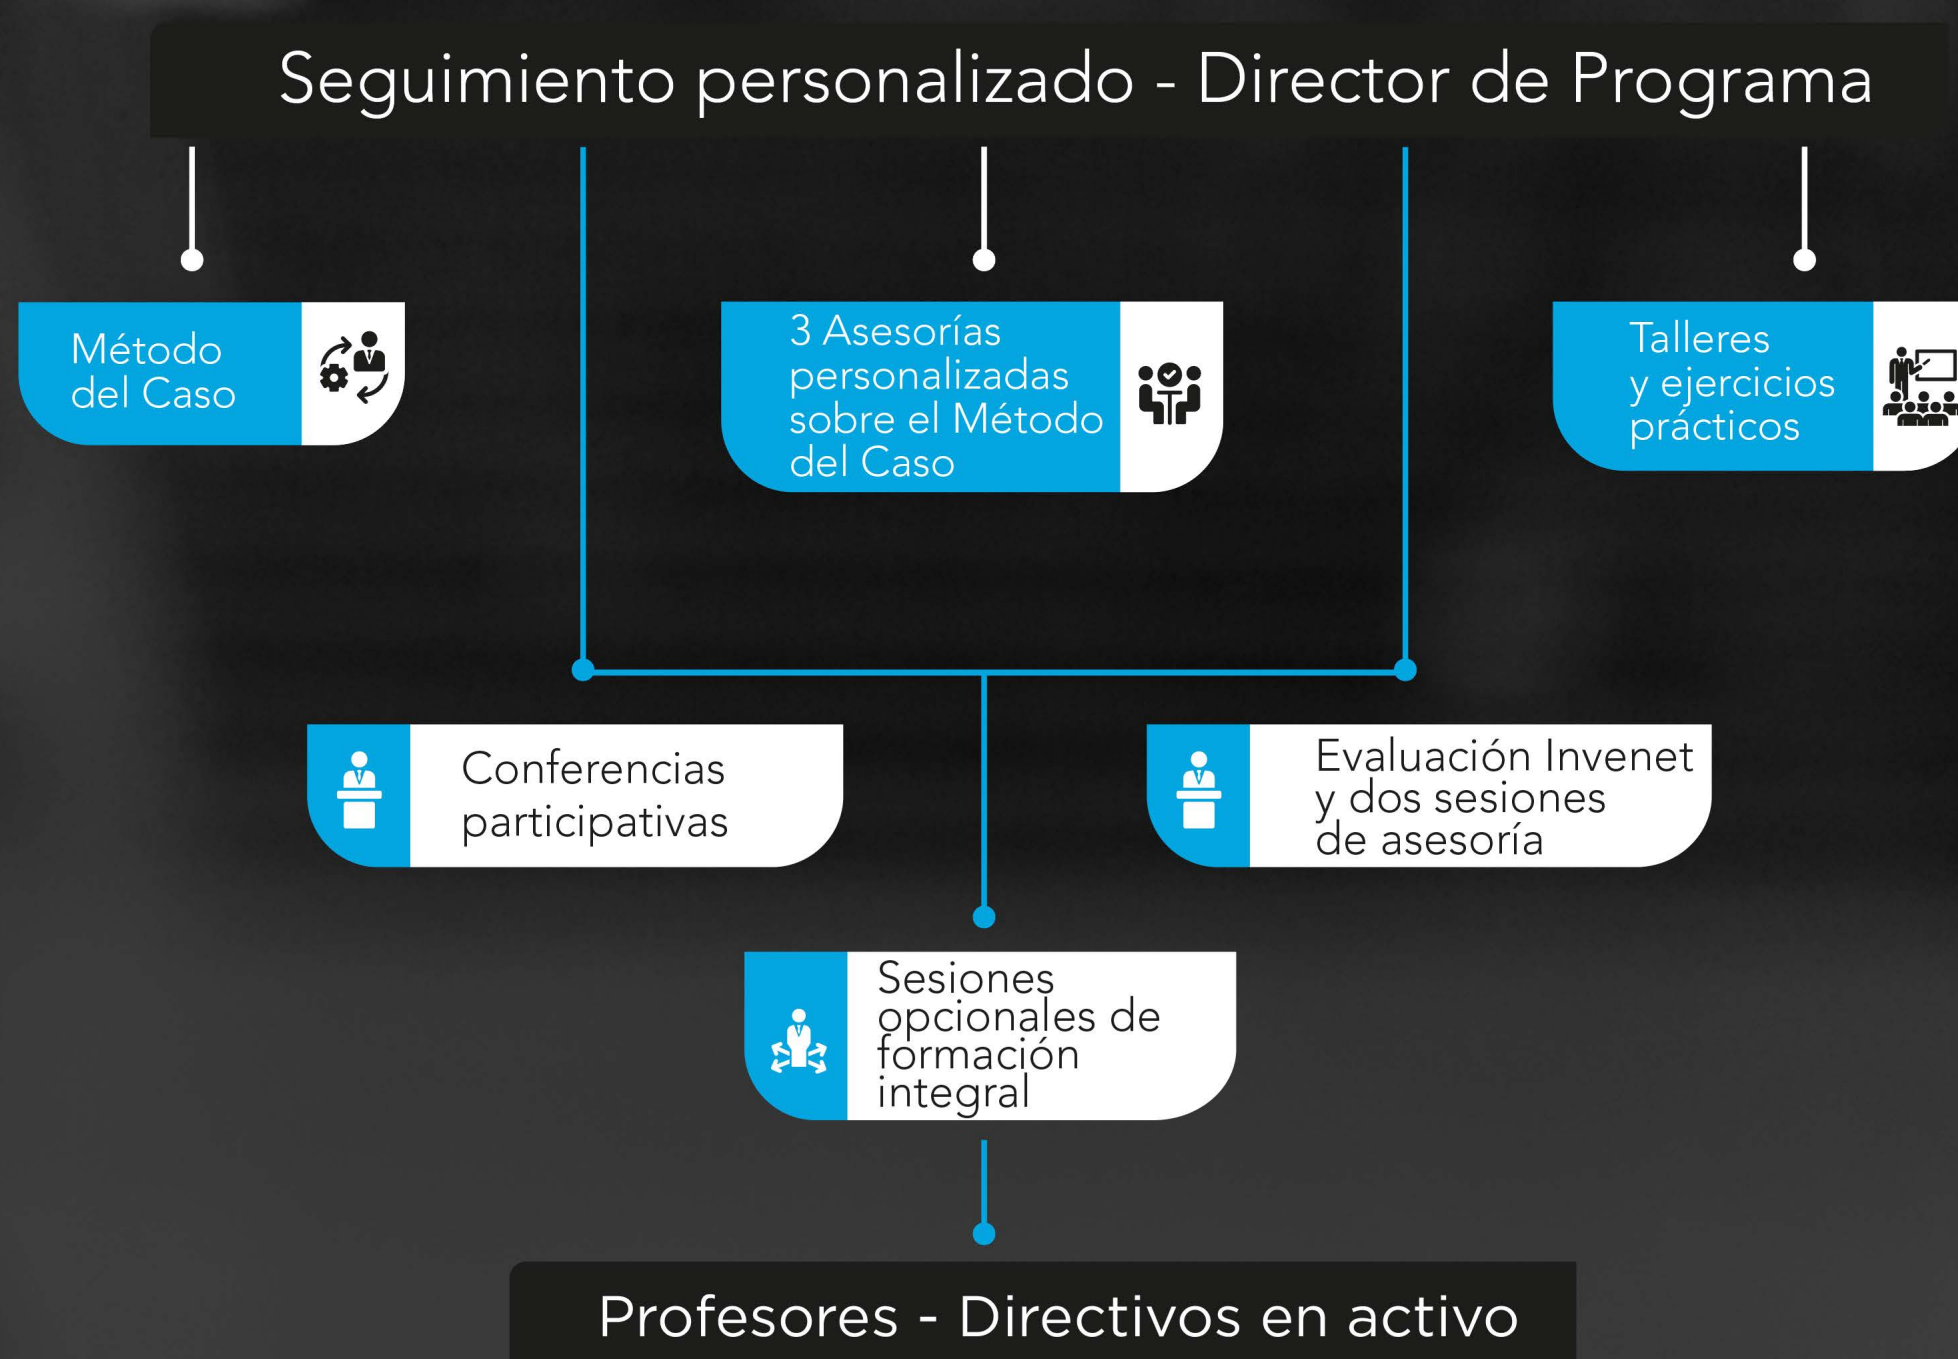 Seguimiento personalizado - Director de Programa
Método
del Caso
3 Asesorías
personalizadas
sobre el Método
del Caso
Talleres
y ejercicios
prácticos
Conferencias
participativas
Evaluación Invenet
y dos sesiones
de asesoría
Sesiones
opcionales de
formación
integral
Profesores - Directivos en activo